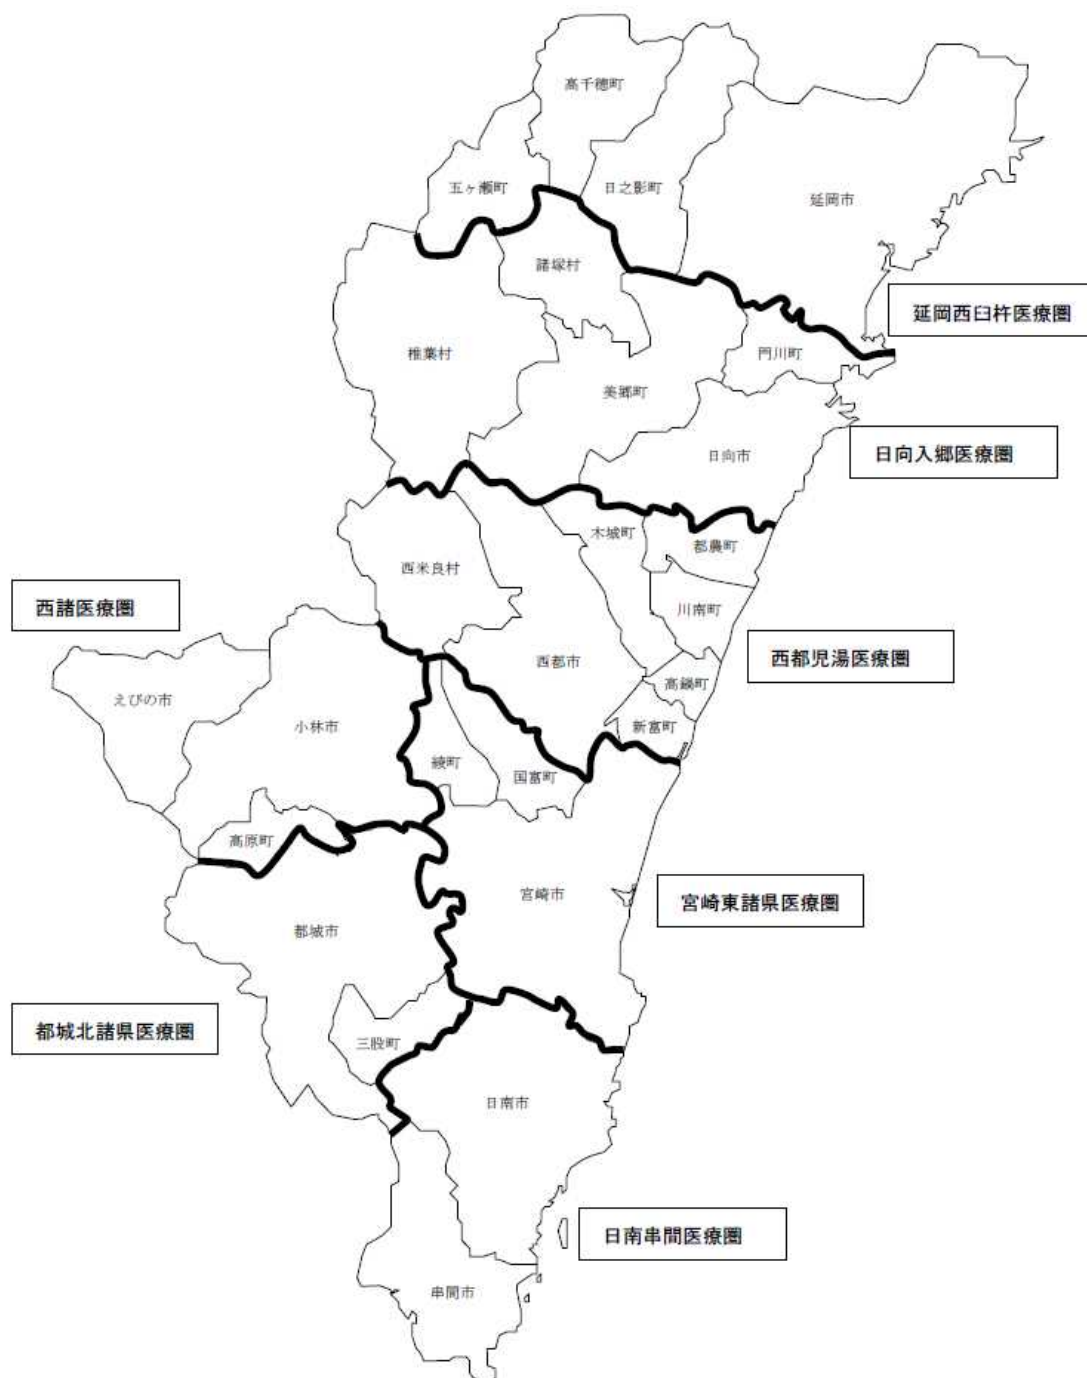 高千穂町
五ヶ瀬町
日之影町
延岡市
諸塚村
延岡西臼杵医療圏
椎葉村
門川町
美郷町
日向市
日向入郷医療圏
木城町
都農町
西米良村
西諸医療圏
川南町
西都市
西都児湯医療圏
高鍋町
えびの市
小林市
新富町
綾町
国富町
高原町
宮崎市
宮崎東諸県医療圏
都城市
都城北諸県医療圏
三股町
日南市
日南串間医療圏
串間市